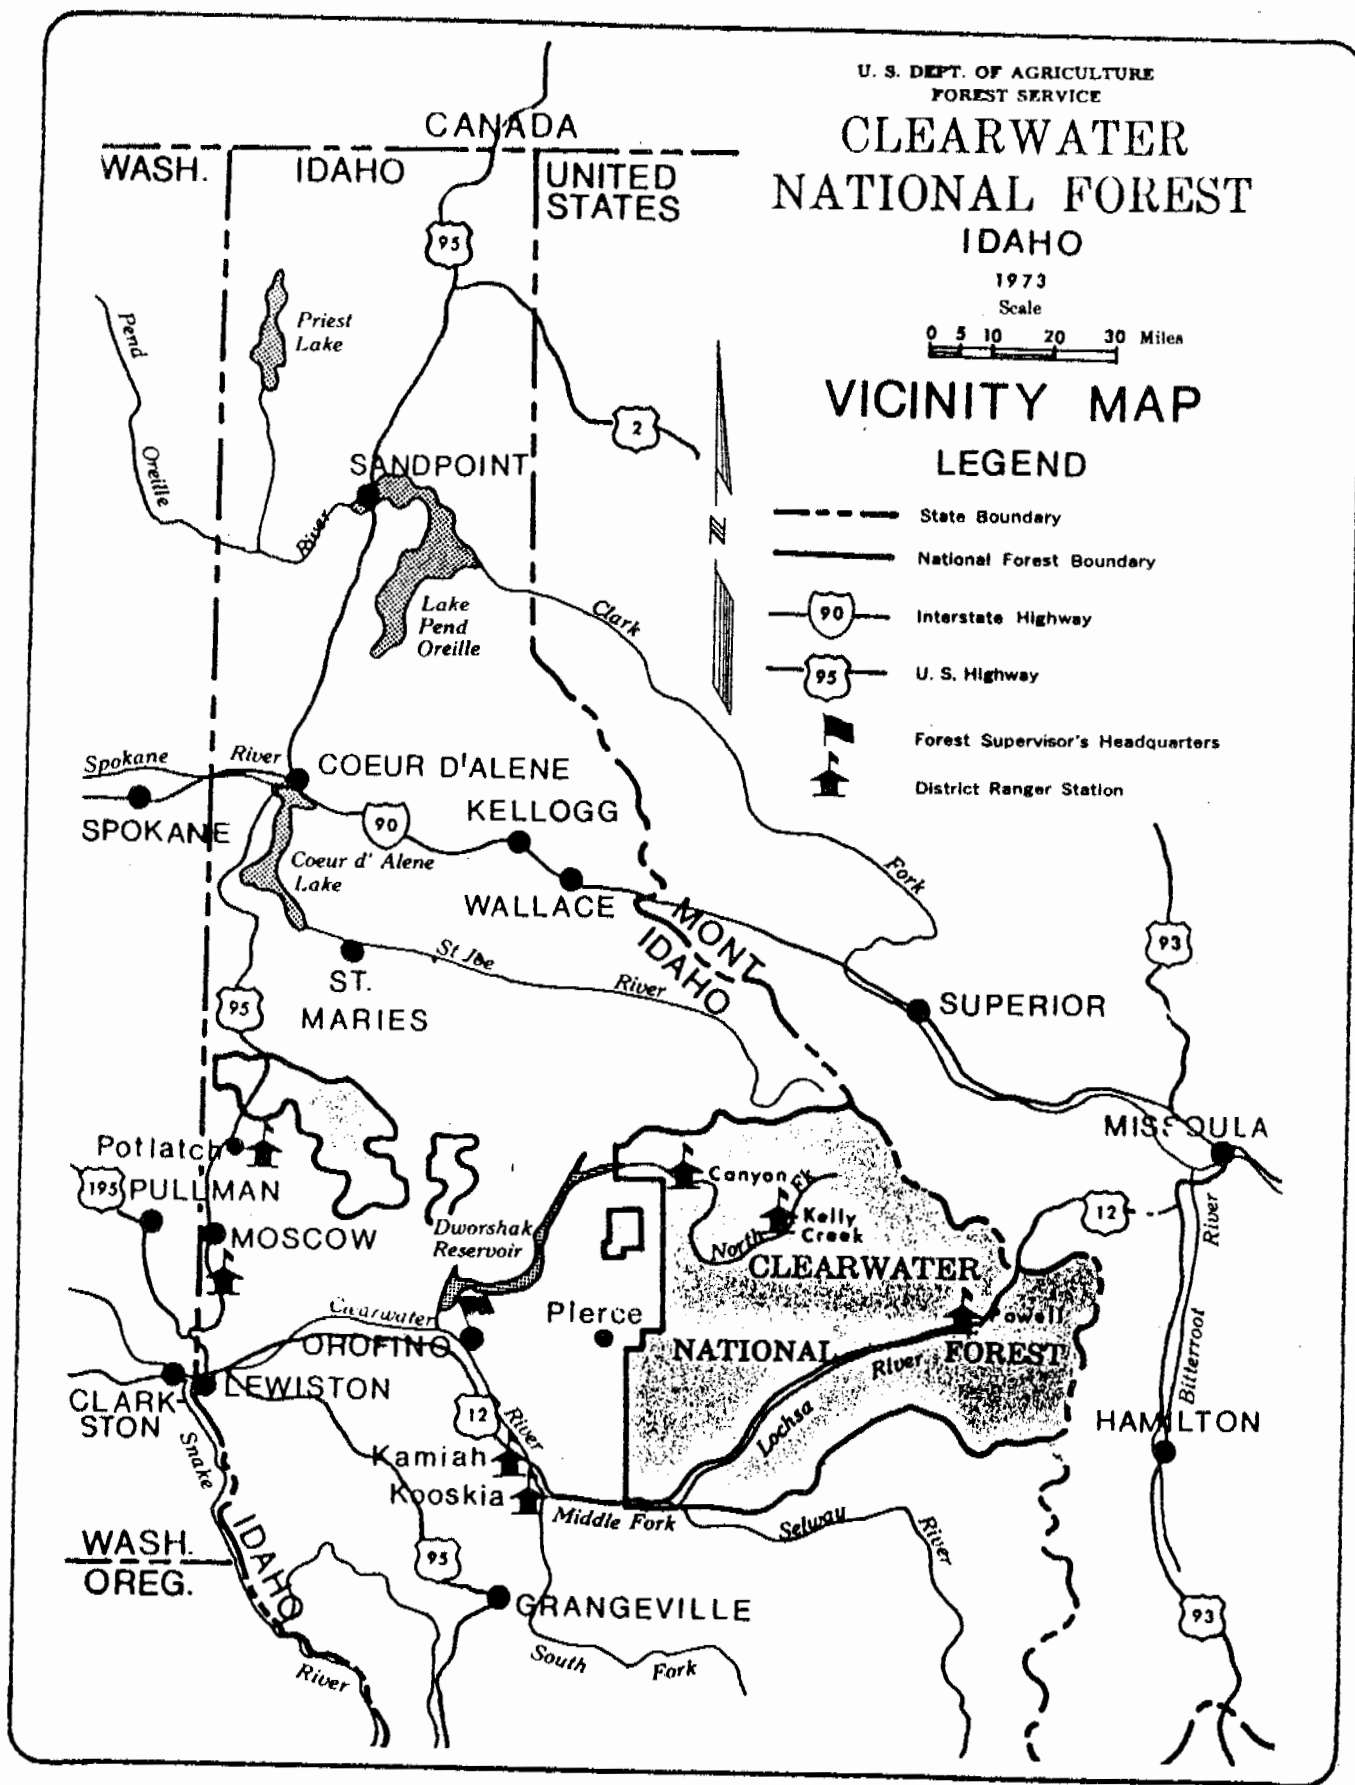 U. S. DEPT. OF AGRICULTURE
FOREST SERVICE
CLEARWATER
NATIONAL FOREST
IDAHO
1973
Scale
0 5 10 20 30 Miles
VICINITY MAP
LEGEND
State Boundary
National Forest Boundary
90
Interstate Highway
95
U. S. Highway
Forest Supervisor's Headquarters
District Ranger Station
N
CANADA
WASH.
IDAHO
UNITED
STATES
95
Priest
Lake
Pend
Oreille
River
2
SANDPOINT
Lake
Pend
Oreille
Clark
Fork
Spokane
River
COEUR D'ALENE
SPOKANE
90
KELLOGG
Coeur d' Alene
Lake
WALLACE
MONT
IDAHO
93
St Joe
River
ST.
MARIES
95
SUPERIOR
MISSOULA
Potlatch
195
PULLMAN
MOSCOW
Canyon
Fk
Kelly
Creek
North
12
River
Dworshak
Reservoir
CLEARWATER
Clearwater
Pierce
Powell
OROFINO
NATIONAL
FOREST
River
Lochsa
Bitterroot
CLARK-
STON
LEWISTON
12
River
HAMILTON
Snake
Kamiah
Kooskia
Middle Fork
Selway
River
WASH.
OREG.
IDAHO
95
GRANGEVILLE
93
South Fork
River